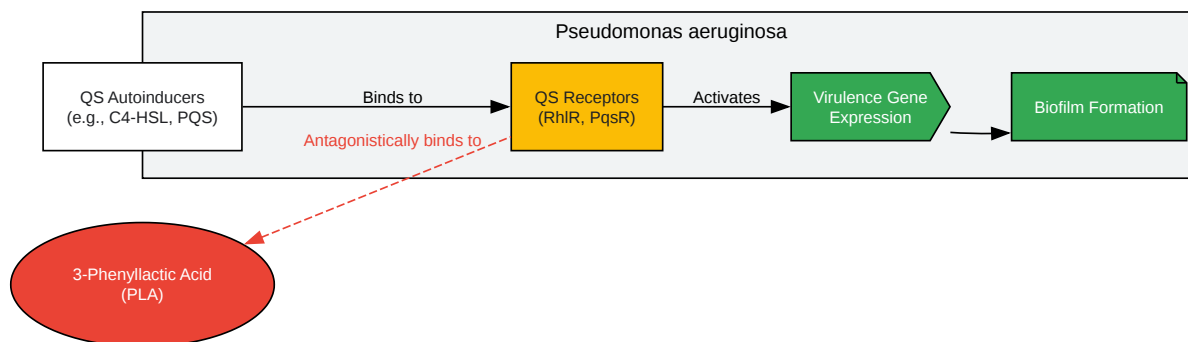 Pseudomonas aeruginosa
QS Autoinducers
(e.g., C4-HSL, PQS)
Binds to
QS Receptors
(RhlR, PqsR)
Activates
Virulence Gene
Expression
Biofilm Formation
Antagonistically binds to
3-Phenyllactic Acid
(PLA)